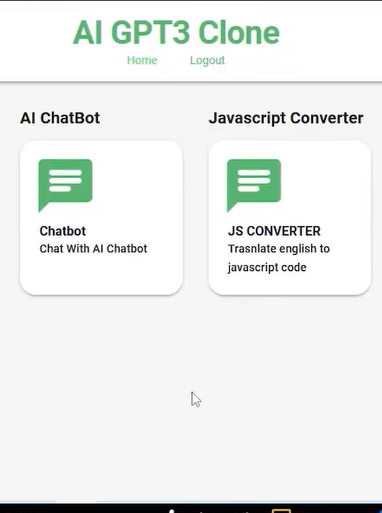 AI GPT3 Clone
Home Logout
AI ChatBot
Javascript Converter
Chatbot
Chat With AI Chatbot
JS CONVERTER
Trasnlate english to
javascript code